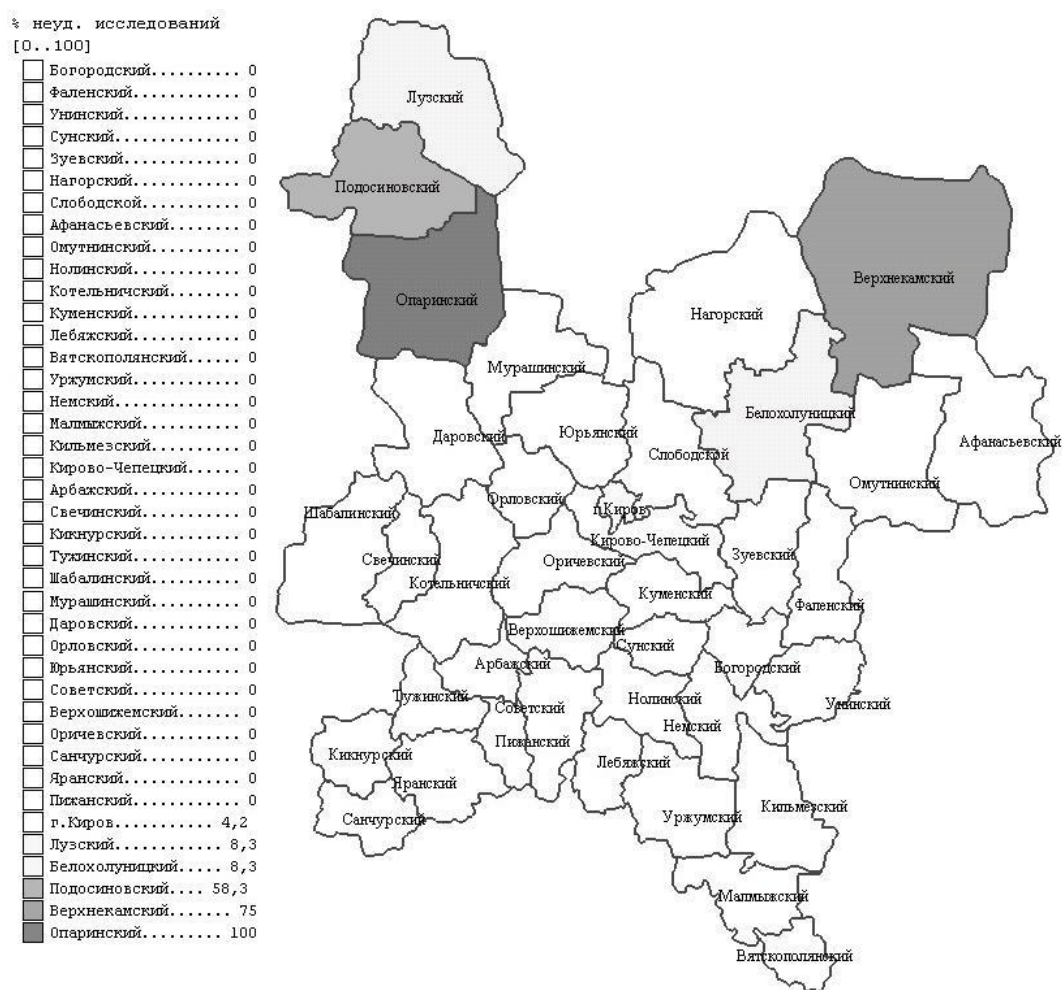 % неуд. исследований
[0..100]
Богородский.......... 0
Фаленский............ 0
Унинский............. 0
Сунский.............. 0
Зуевский............. 0
Нагорский............ 0
Слободской........... 0
Афанасьевский........ 0
Омутнинский.......... 0
Нолинский............ 0
Котельничский........ 0
Куменский............ 0
Лебяжский............ 0
Вятскополянский...... 0
Уржумский............ 0
Немский.............. 0
Малмыжский........... 0
Кильмезский.......... 0
Кирово-Чепецкий...... 0
Арбажский............ 0
Свечинский........... 0
Кикнурский........... 0
Тужинский............ 0
Шабалинский.......... 0
Мурашинский.......... 0
Даровский............ 0
Орловский............ 0
Юрьянский............ 0
Советский............ 0
Верхошижемский....... 0
Оричевский........... 0
Санчурский........... 0
Яранский............. 0
Пижанский............ 0
г.Киров........... 4,2
Лузский............ 8,3
Белохолуницкий..... 8,3
Подосиновский.... 58,3
Верхнекамский....... 75
Опаринский......... 100
Лузский
Подосиновский
Верхнекамский
Опаринский
Нагорский
Мурашинский
Белохолуницкий
Даровский
Юрьянский
Слободской
Афанасьевский
Омутнинский
Орловский
г.Киров
Шабалинский
Кирово-Чепецкий
Свечинский
Оричевский
Зуевский
Котельничский
Куменский
Фаленский
Верхошижемский
Сунский
Арбажский
Богородский
Тужинский
Нолинский
Унинский
Советский
Немский
Пижанский
Кикнурский
Лебяжский
Яранский
Кильмезский
Санчурский
Уржумский
Малмыжский
Вятскополянский